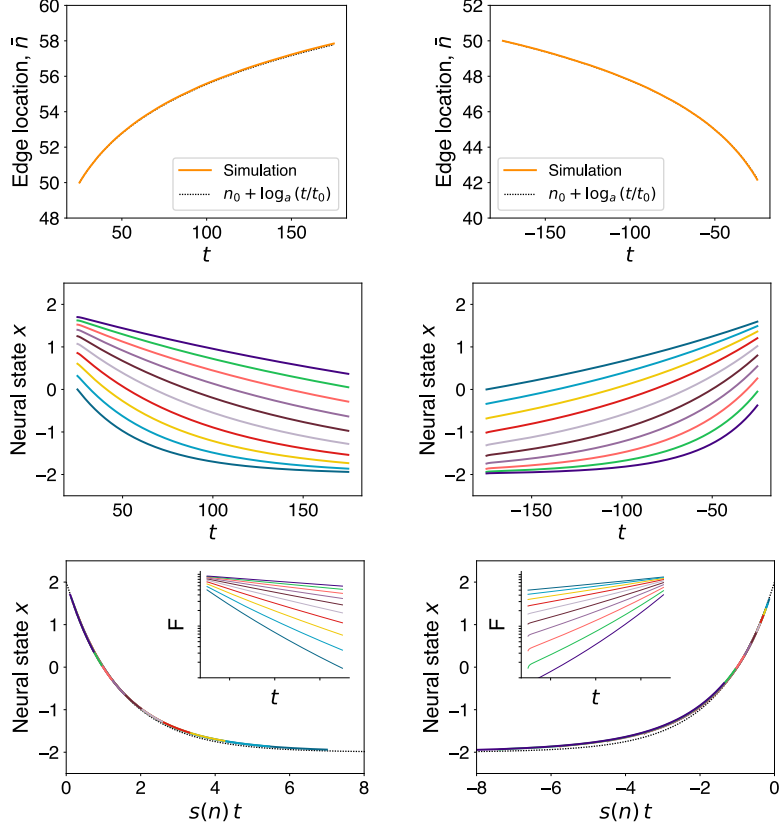 60
58
56
54
52
50
48
Edge location, n̄
Simulation
n₀ + logₐ (t/t₀)
50
100
150
t
52
50
48
46
44
42
40
Edge location, n̄
Simulation
n₀ + logₐ (t/t₀)
−150
−100
−50
t
2
1
0
−1
−2
Neural state x
50
100
150
t
2
1
0
−1
−2
Neural state x
−150
−100
−50
t
2
1
0
−1
−2
Neural state x
F
t
0
2
4
6
8
s(n) t
2
1
0
−1
−2
Neural state x
F
t
−8
−6
−4
−2
0
s(n) t